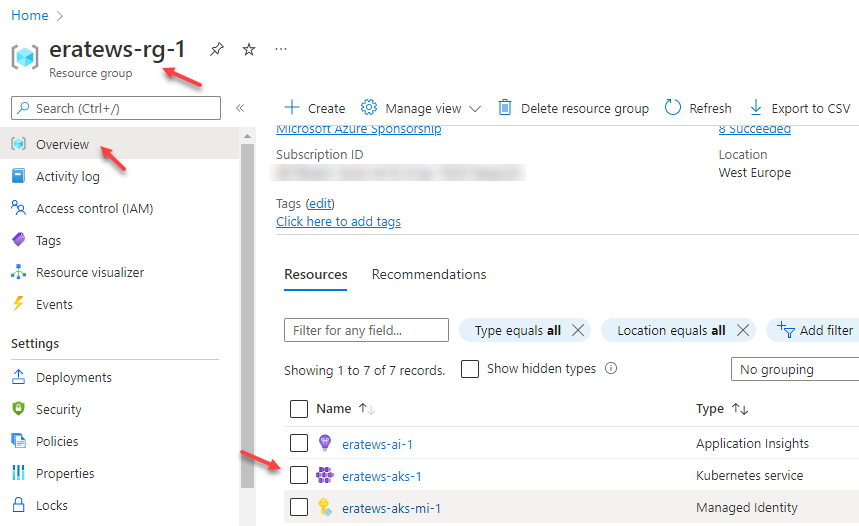 Home
eratews-rg-1
Resource group
Search (Ctrl+/)
Overview
Activity log
Access control (IAM)
Tags
Resource visualizer
Events
Settings
Deployments
Security
Policies
Properties
Locks
Create Manage view Delete resource group Refresh Export to CSV
Microsoft Azure Sponsorship 8 Succeeded
Subscription ID Location
West Europe
Tags (edit)
Click here to add tags
Resources Recommendations
Filter for any field... Type equals all Location equals all Add filter
Showing 1 to 7 of 7 records. Show hidden types No grouping
Name Type
eratews-ai-1 Application Insights
eratews-aks-1 Kubernetes service
eratews-aks-mi-1 Managed Identity